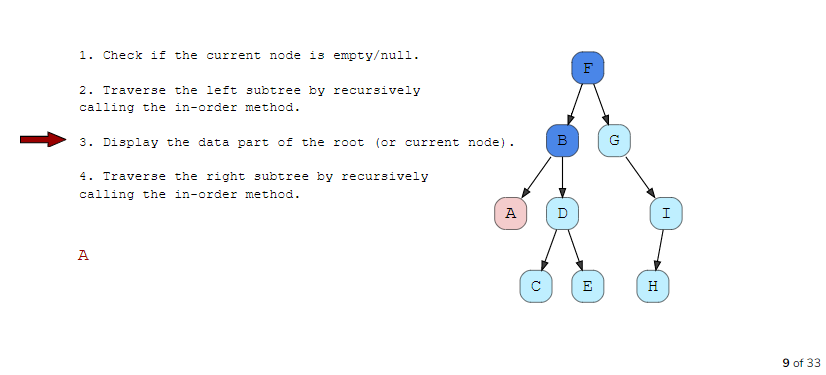 1. Check if the current node is empty/null.
2. Traverse the left subtree by recursively
calling the in-order method.
3. Display the data part of the root (or current node).
4. Traverse the right subtree by recursively
calling the in-order method.
A
F
B
G
A
D
I
C
E
H
9 of 33